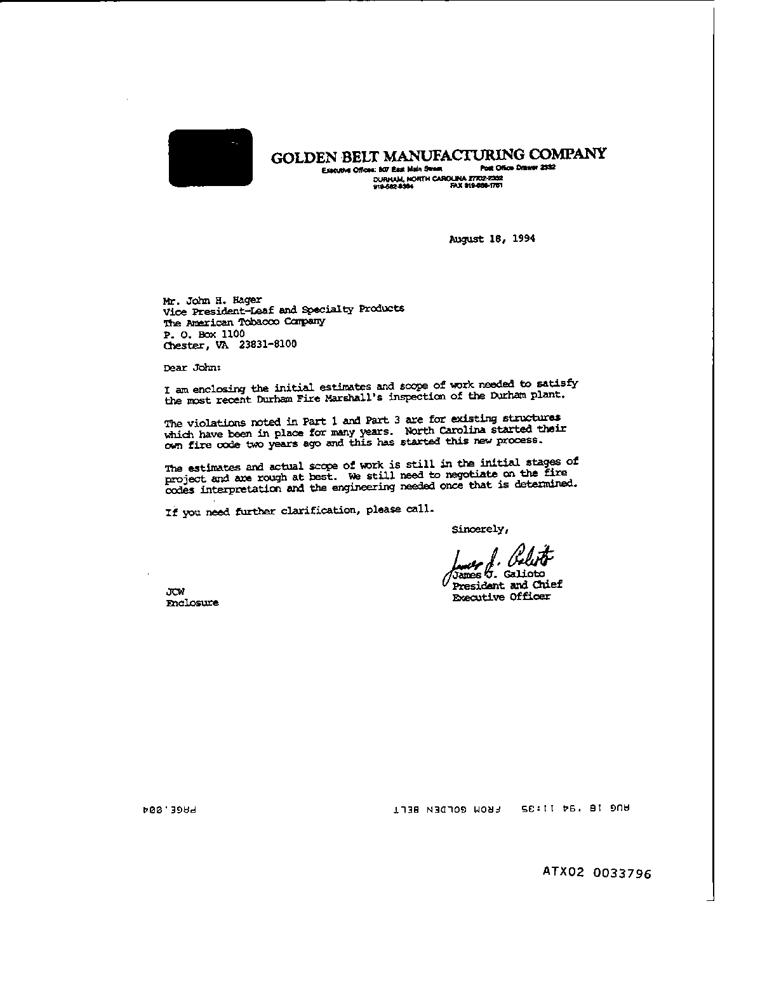 GOLDEN BELT MANUFACTURING COMPANY
Executive Offices: 807 East Main Street Post Office Drawer 2332
DURHAM, NORTH CAROLINA 27702-2332
FAX
August 18, 1994
Mr. John H. Hager
Vice President-Leaf and Specialty Products
The American Tobacco Company
P. O. Box 1100
Chester, VA 23831-8100
Dear John:
I am enclosing the initial estimates and scope of work needed to satisfy
the most recent Durham Fire Marshall's inspection of the Durham plant.
The violations noted in Part 1 and Part 3 are for existing structures
which have been in place for many years. North Carolina started their
own fire code two years ago and this has started this new process.
The estimates and actual scope of work is still in the initial stages of
project and are rough at best. We still need to negotiate on the fire
codes interpretation and the engineering needed once that is determined.
If you need further clarification, please call.
Sincerely,
James J. Galioto
James J. Galioto
President and Chief
Executive Officer
JCW
Enclosure
AUG 18 '94 11:35 FROM GOLDEN BELT PAGE.004
ATX02 0033796